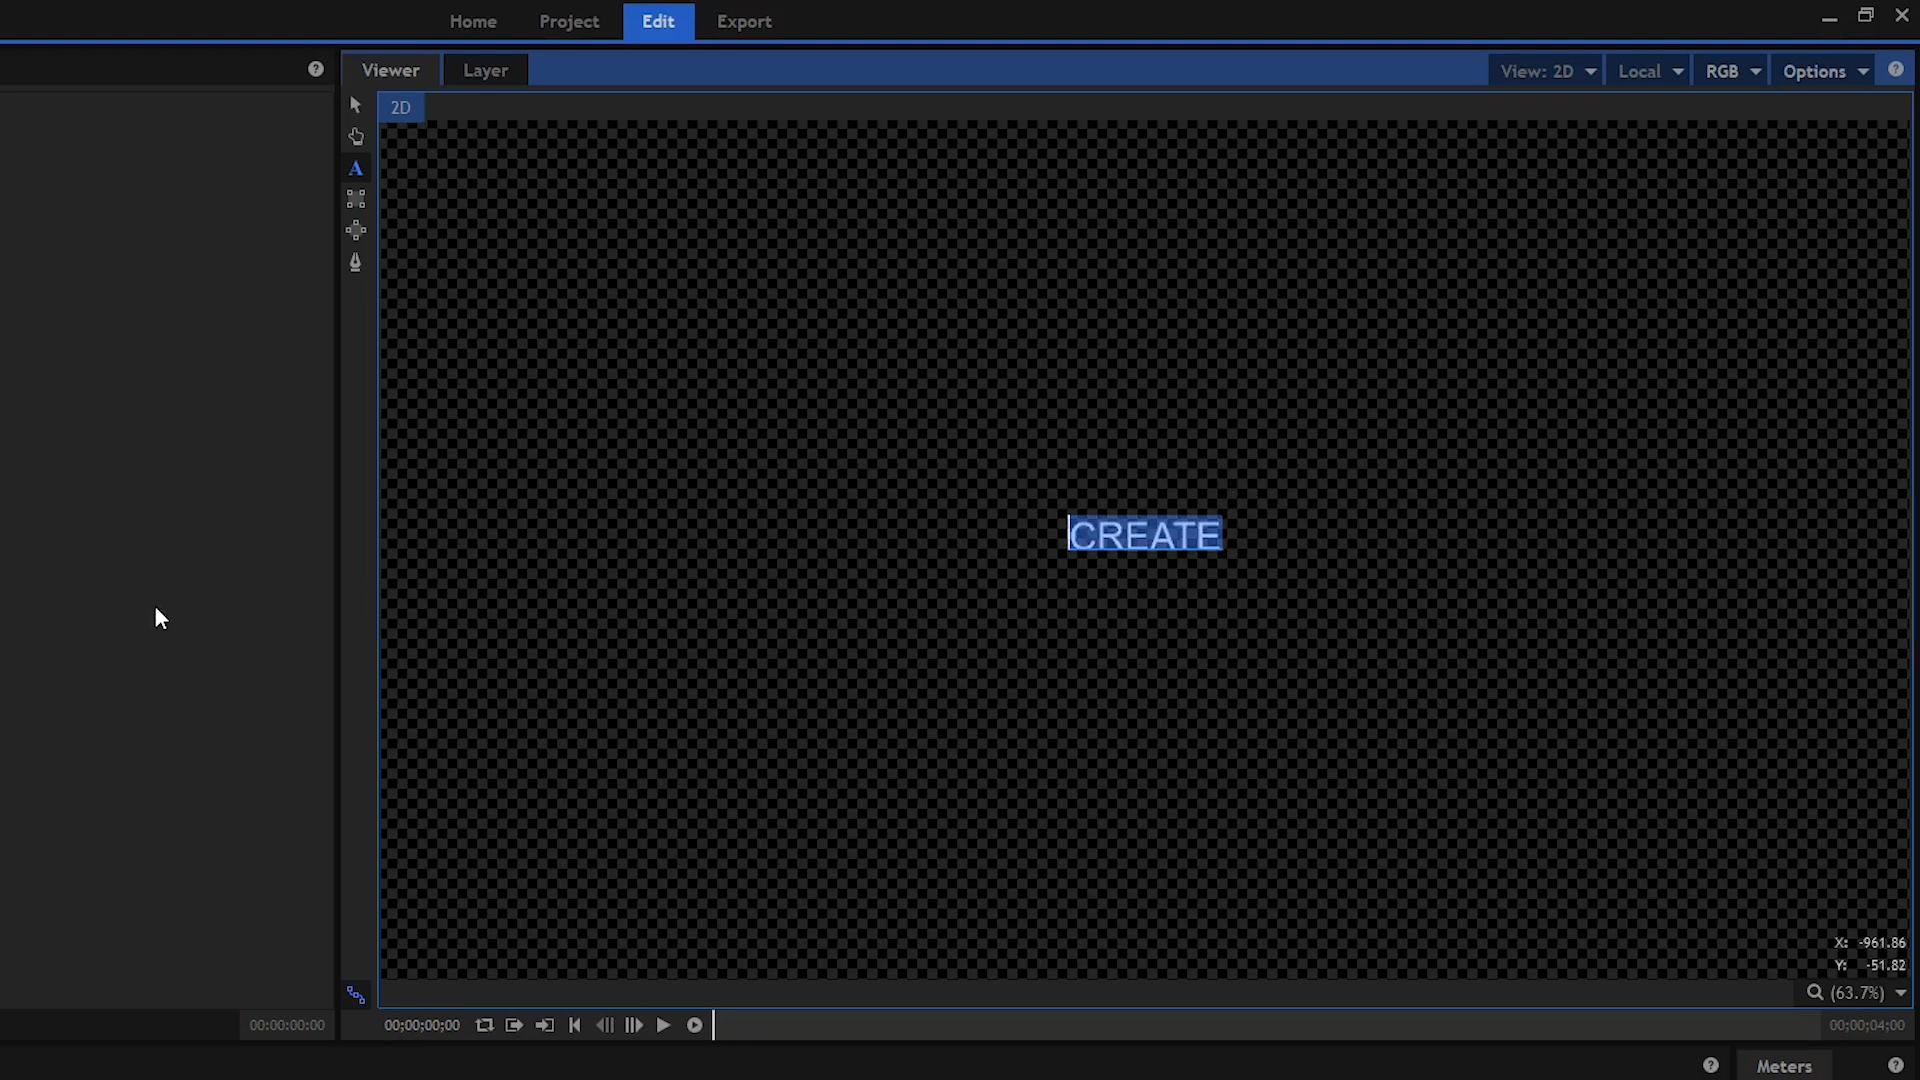 Home Project Edit Export
Viewer Layer View: 2D Local RGB Options
2D
A
CREATE
X: -961.86
Y: -51.82
(63.7%)
00:00:00:00 00;00;00;00 00;00;04;00
Meters